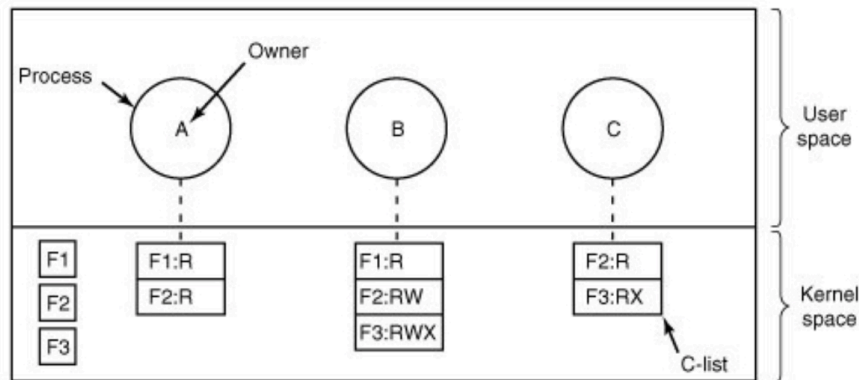 Owner
Process
A
B
C
User
space
F1
F2
F3
F1:R
F2:R
F1:R
F2:RW
F3:RWX
F2:R
F3:RX
Kernel
space
C-list